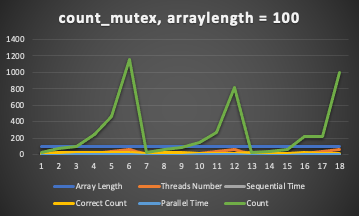 count_mutex, arraylength = 100
1400
1200
1000
800
600
400
200
0
1 2 3 4 5 6 7 8 9 10 11 12 13 14 15 16 17 18
Array Length Threads Number Sequential Time
Correct Count Parallel Time Count